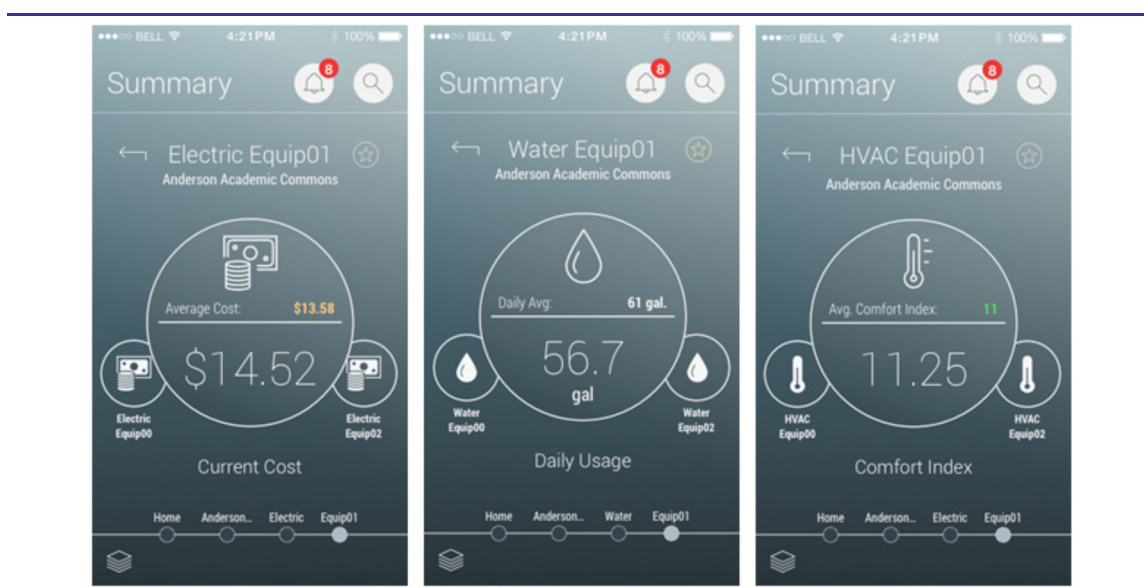 ●●●○○ BELL 4:21PM 100%
Summary 8
Electric Equip01
Anderson Academic Commons
Average Cost: $13.58
$14.52
Electric
Equip00
Electric
Equip02
Current Cost
Home Anderson... Electric Equip01
●●●○○ BELL 4:21PM 100%
Summary 8
Water Equip01
Anderson Academic Commons
Daily Avg: 61 gal.
56.7
gal
Water
Equip00
Water
Equip02
Daily Usage
Home Anderson... Water Equip01
●●●○○ BELL 4:21PM 100%
Summary 8
HVAC Equip01
Anderson Academic Commons
Avg. Comfort Index: 11
11.25
HVAC
Equip00
HVAC
Equip02
Comfort Index
Home Anderson... Electric Equip01